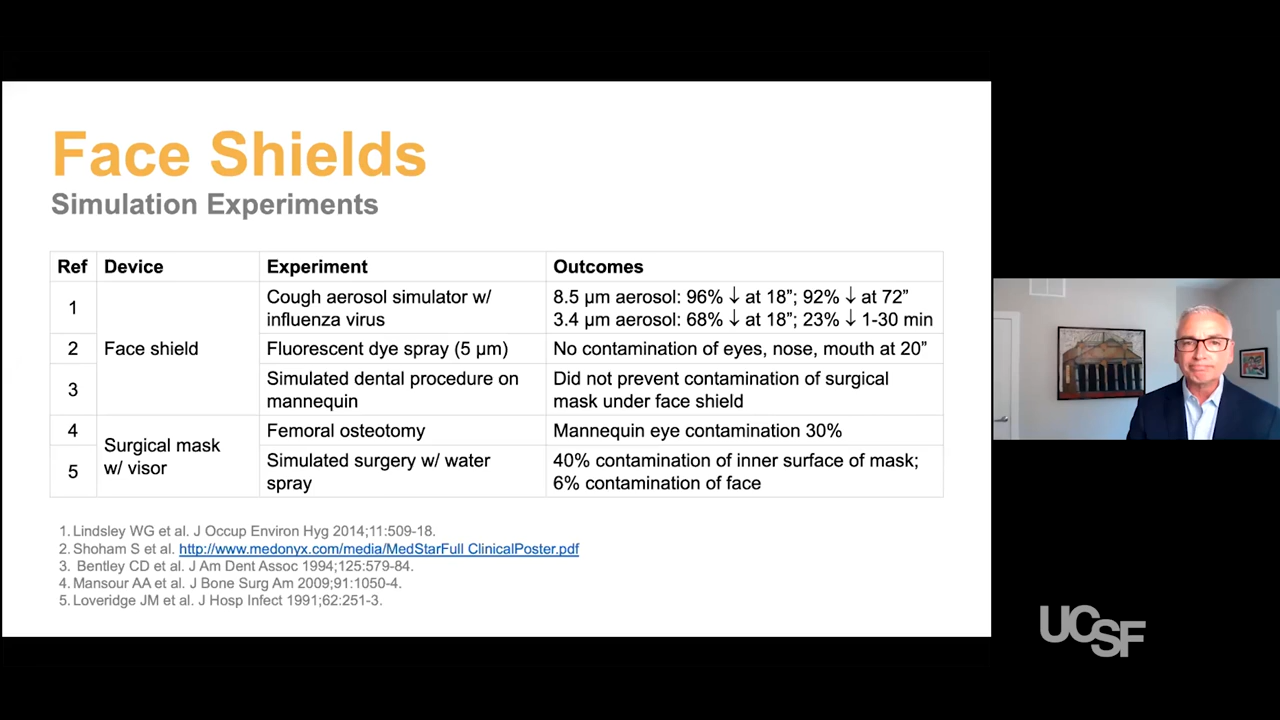 Face Shields
Simulation Experiments
Ref Device Experiment Outcomes
1 Face shield Cough aerosol simulator w/ influenza virus 8.5 µm aerosol: 96% ↓ at 18”; 92% ↓ at 72”
3.4 µm aerosol: 68% ↓ at 18”; 23% ↓ 1-30 min
2 Fluorescent dye spray (5 µm) No contamination of eyes, nose, mouth at 20”
3 Simulated dental procedure on
mannequin
Did not prevent contamination of surgical
mask under face shield
4 Surgical mask
w/ visor
Femoral osteotomy Mannequin eye contamination 30%
5 Simulated surgery w/ water
spray
40% contamination of inner surface of mask;
6% contamination of face
1. Lindsley WG et al. J Occup Environ Hyg 2014;11:509-18.
2. Shoham S et al. http://www.medonyx.com/media/MedStarFull ClinicalPoster.pdf
3. Bentley CD et al. J Am Dent Assoc 1994;125:579-84.
4. Mansour AA et al. J Bone Surg Am 2009;91:1050-4.
5. Loveridge JM et al. J Hosp Infect 1991;62:251-3.
UCSF